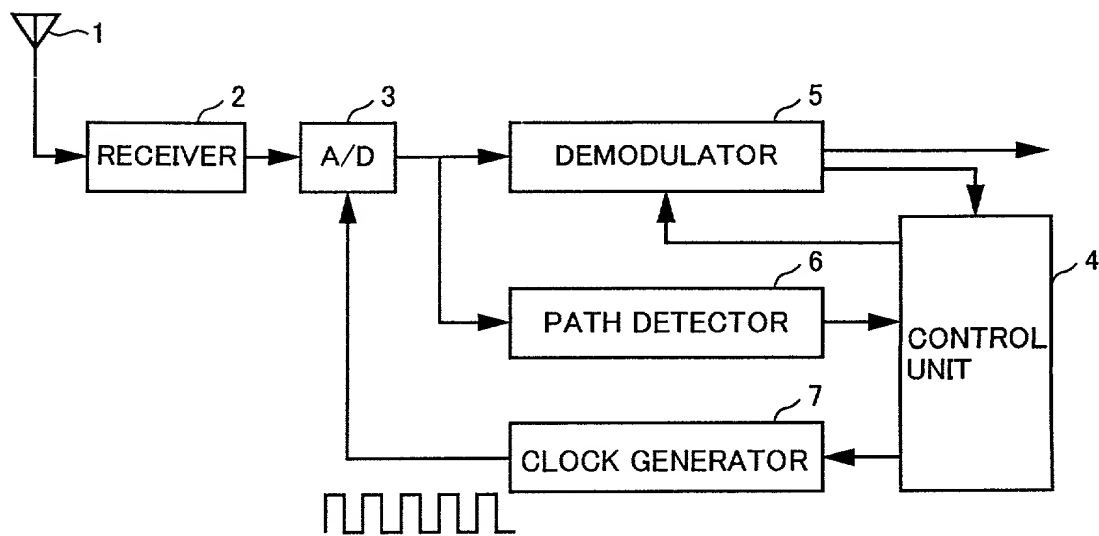 1
2
3
5
RECEIVER
A/D
DEMODULATOR
6
4
PATH DETECTOR
CONTROL
UNIT
7
CLOCK GENERATOR